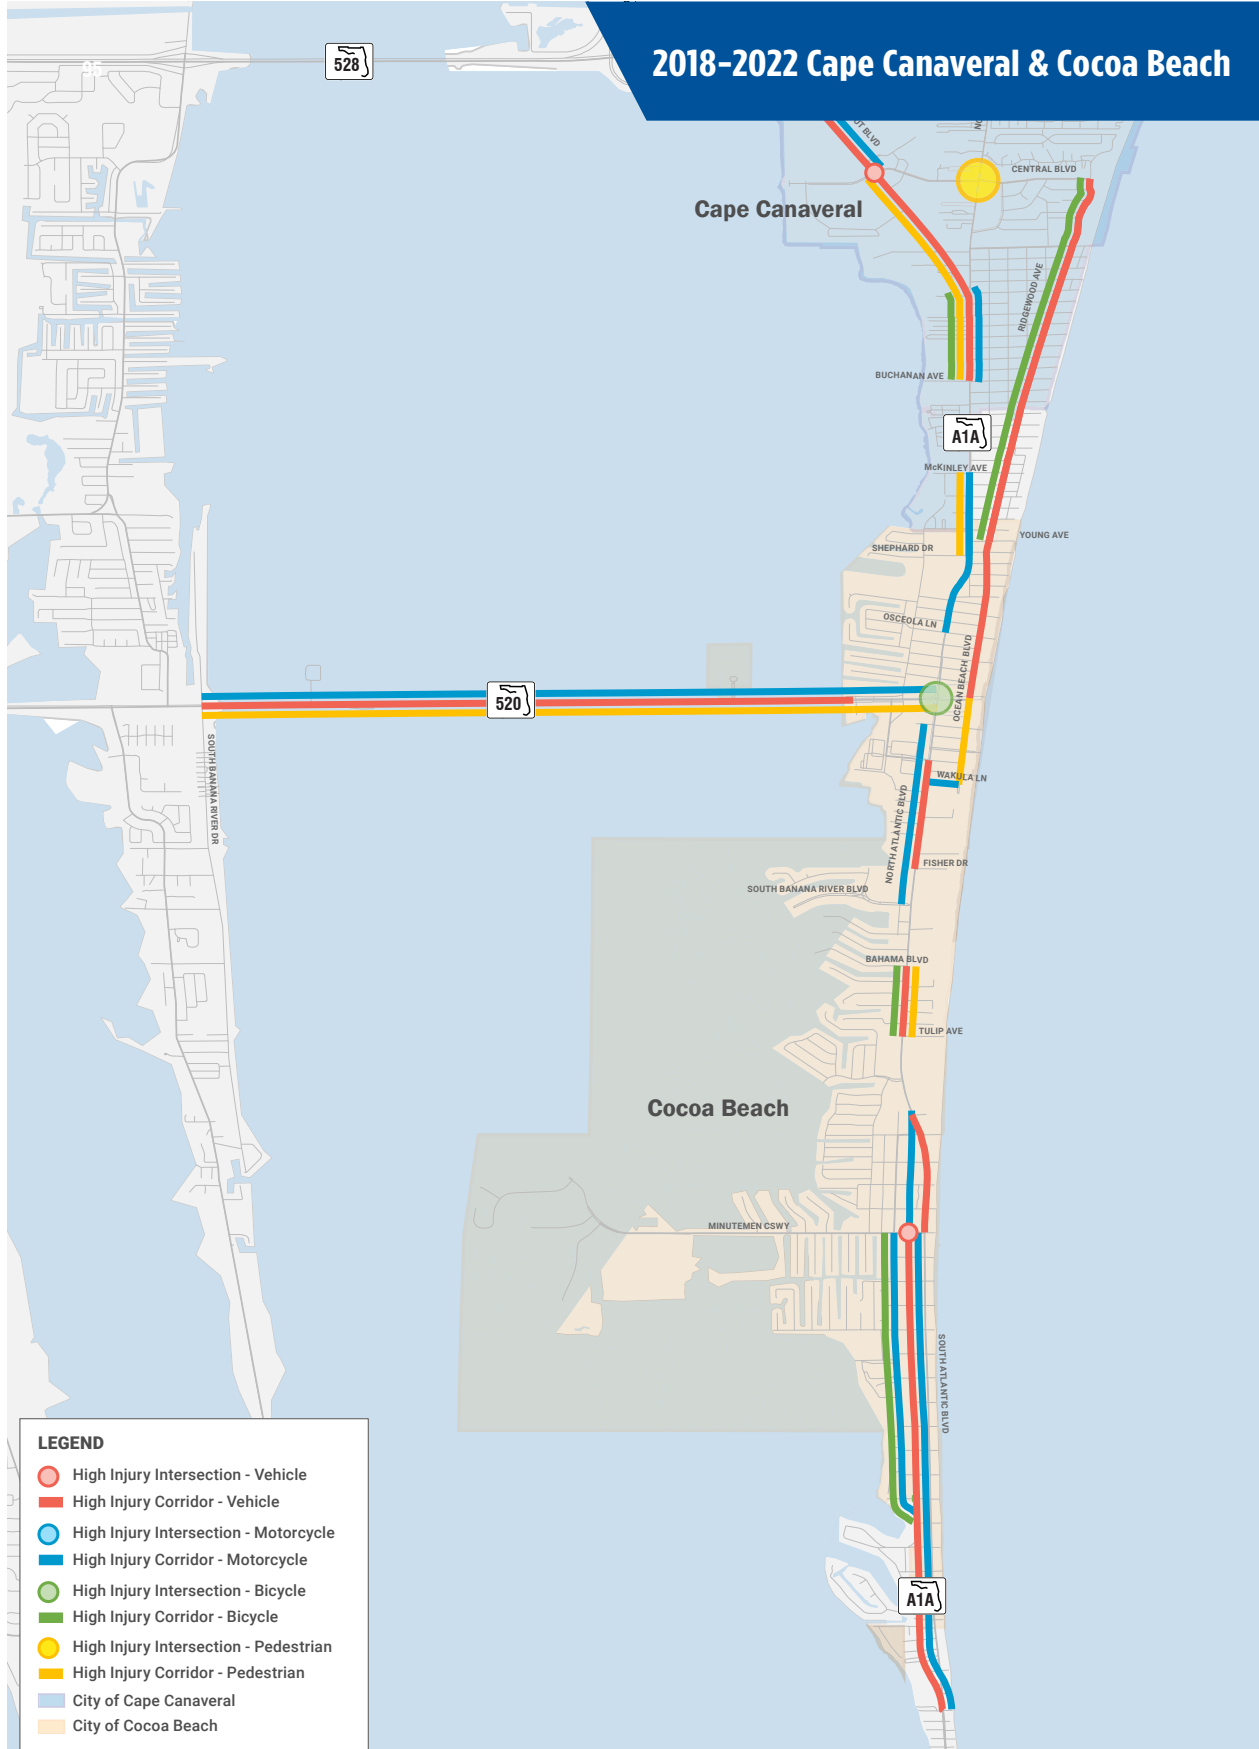 2018-2022 Cape Canaveral & Cocoa Beach
528
95
CENTRAL BLVD
Cape Canaveral
RIDGEWOOD AVE
BUCHANAN AVE
A1A
McKINLEY AVE
YOUNG AVE
SHEPHARD DR
OSCEOLA LN
OCEAN BEACH BLVD
520
SOUTH BANANA RIVER DR
WAKULA LN
NORTH ATLANTIC BLVD
FISHER DR
SOUTH BANANA RIVER BLVD
BAHAMA BLVD
TULIP AVE
Cocoa Beach
MINUTEMEN CSWY
SOUTH ATLANTIC BLVD
A1A
LEGEND
High Injury Intersection - Vehicle
High Injury Corridor - Vehicle
High Injury Intersection - Motorcycle
High Injury Corridor - Motorcycle
High Injury Intersection - Bicycle
High Injury Corridor - Bicycle
High Injury Intersection - Pedestrian
High Injury Corridor - Pedestrian
City of Cape Canaveral
City of Cocoa Beach